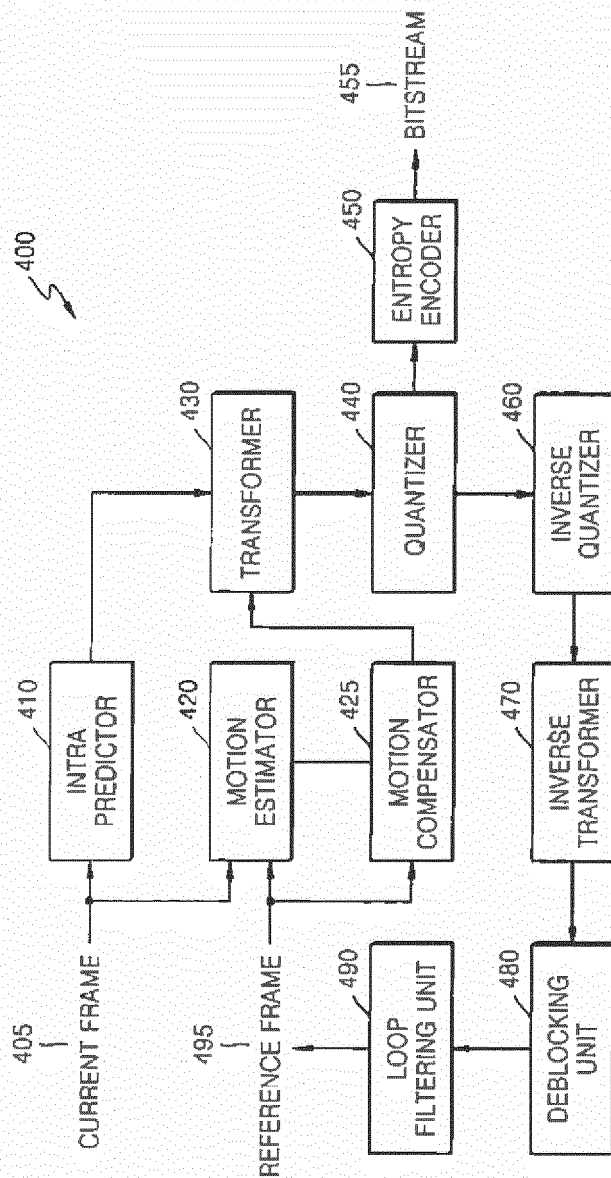 400
405
CURRENT FRAME
410
INTRA
PREDICTOR
495
REFERENCE FRAME
420
MOTION
ESTIMATOR
425
MOTION
COMPENSATOR
430
TRANSFORMER
440
QUANTIZER
450
ENTROPY
ENCODER
455
BITSTREAM
460
INVERSE
QUANTIZER
470
INVERSE
TRANSFORMER
480
DEBLOCKING
UNIT
490
LOOP
FILTERING UNIT